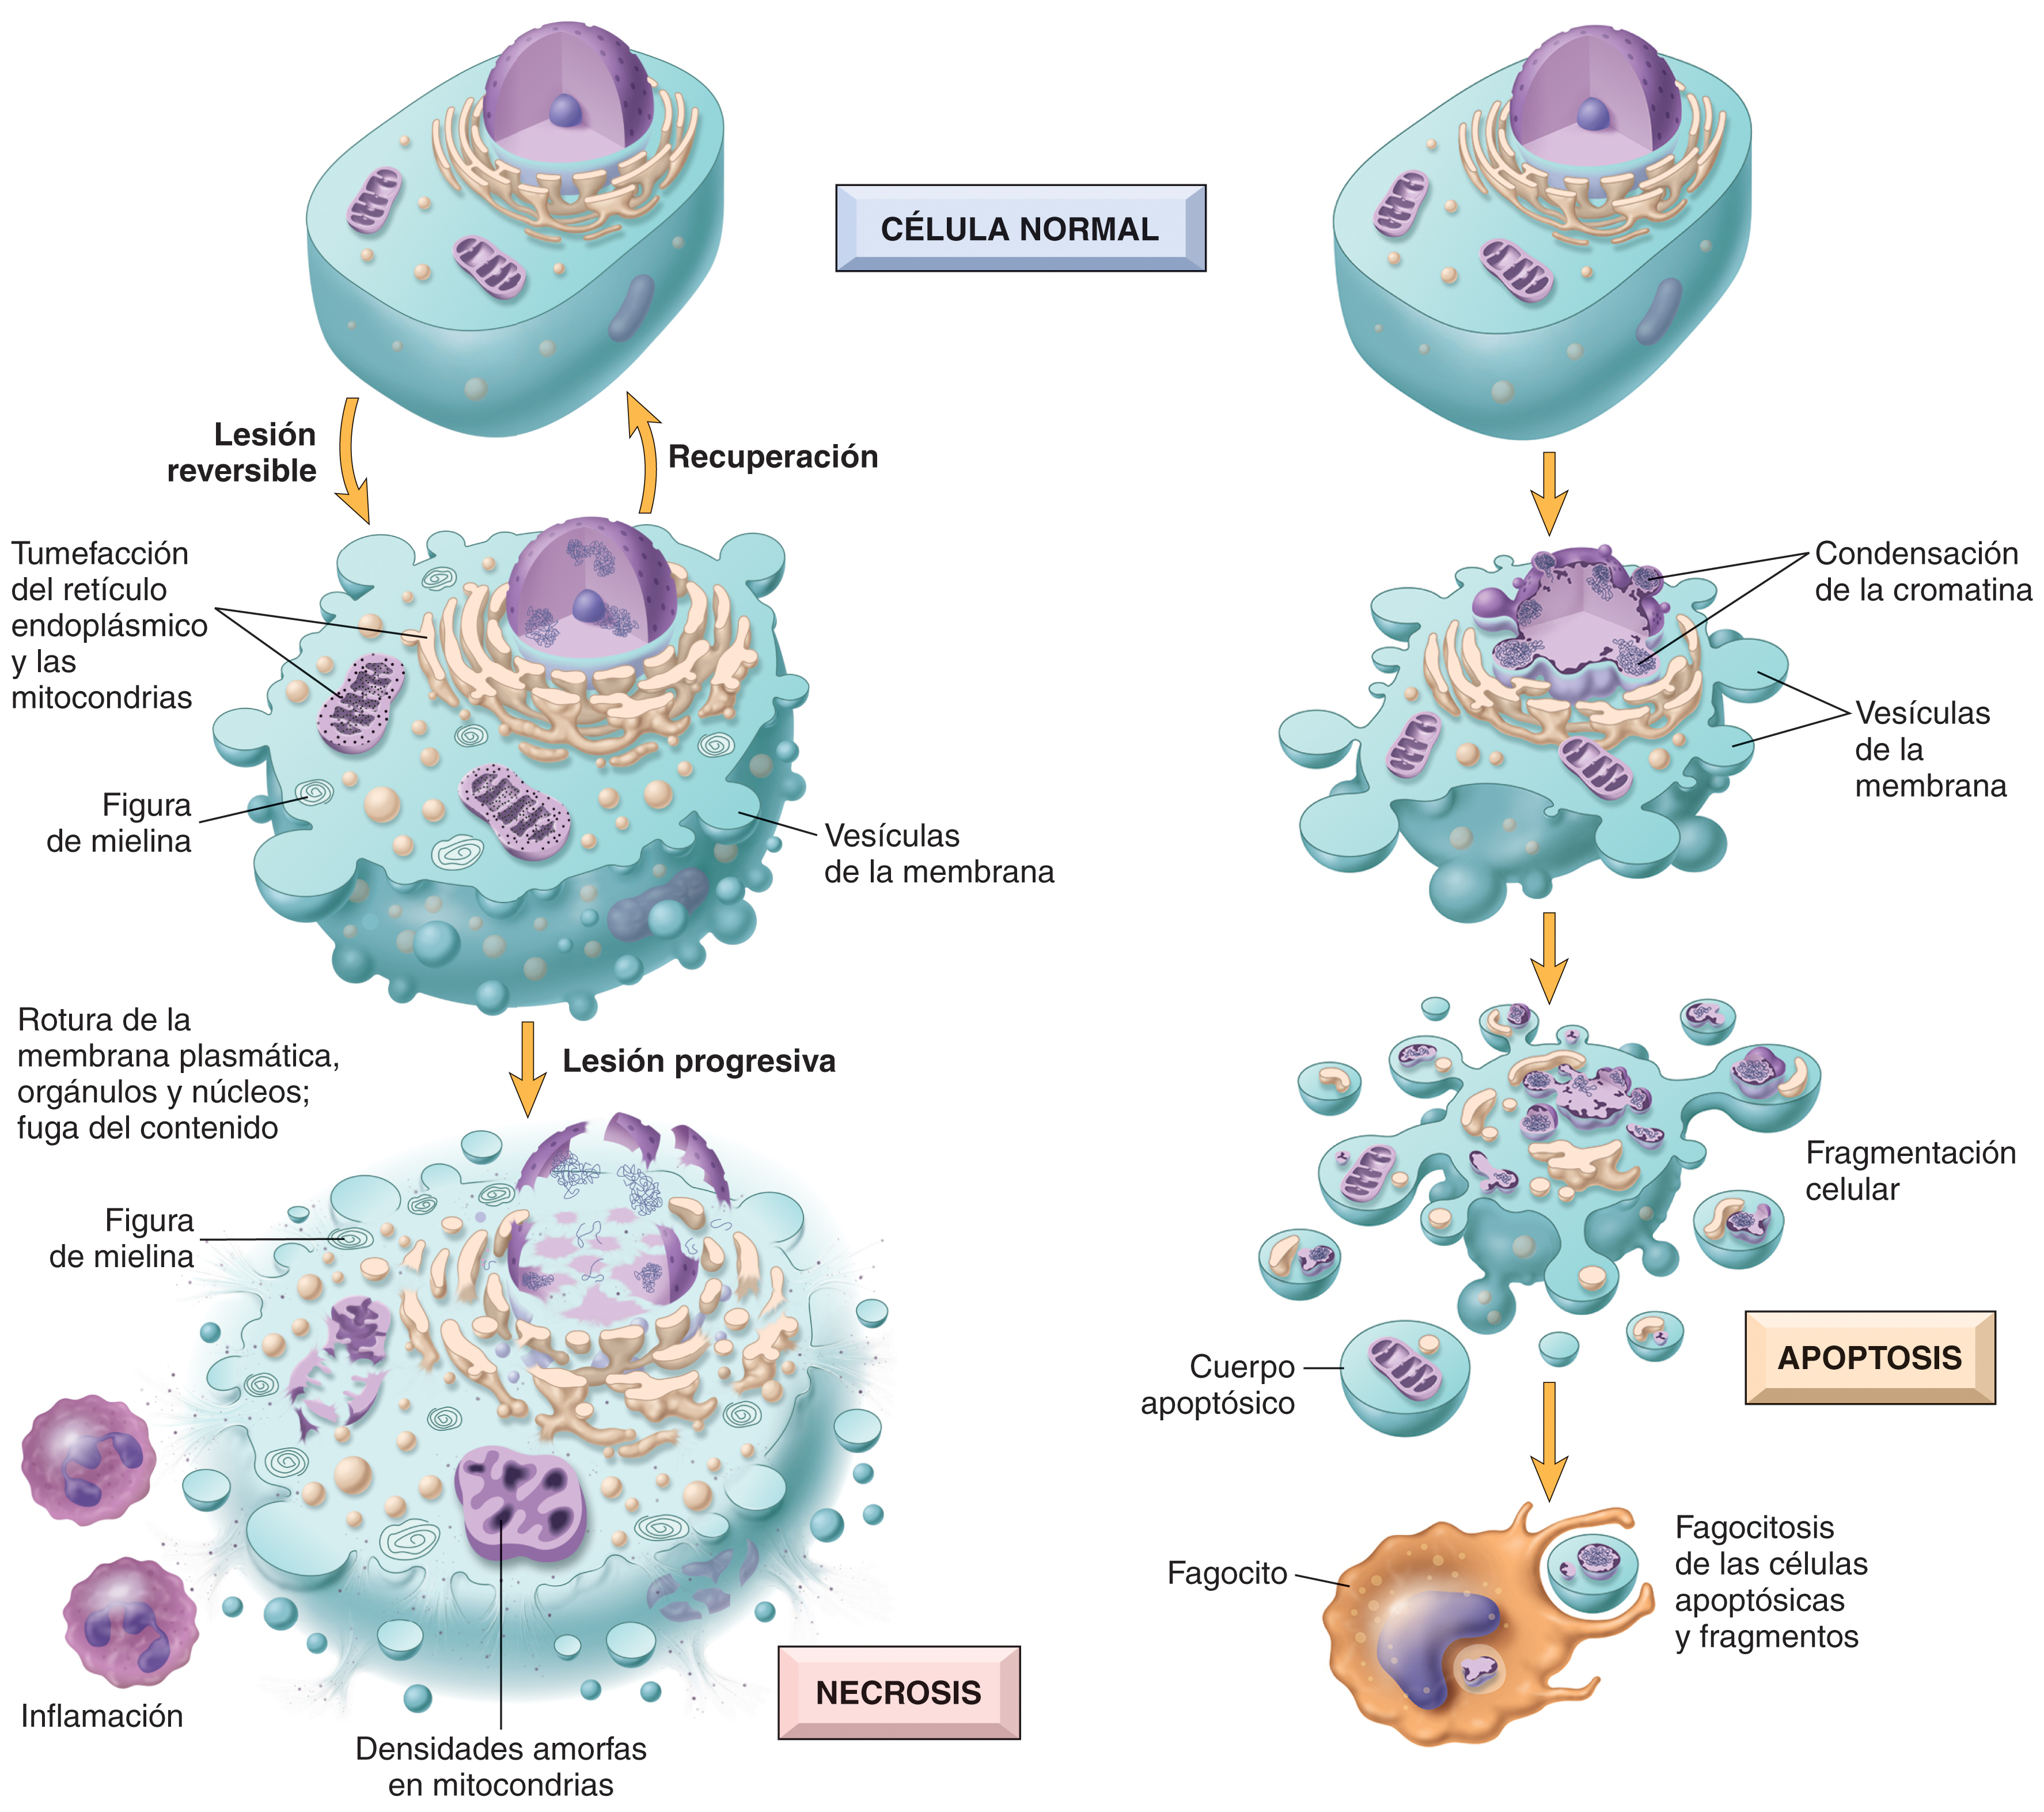 CÉLULA NORMAL
Lesión
reversible
Recuperación
Tumefacción
del retículo
endoplásmico
y las
mitocondrias
Figura
de mielina
Vesículas
de la membrana
Rotura de la
membrana plasmática,
orgánulos y núcleos;
fuga del contenido
Lesión progresiva
Figura
de mielina
Inflamación
Densidades amorfas
en mitocondrias
NECROSIS
Condensación
de la cromatina
Vesículas
de la
membrana
Fragmentación
celular
Cuerpo
apoptósico
APOPTOSIS
Fagocito
Fagocitosis
de las células
apoptósicas
y fragmentos